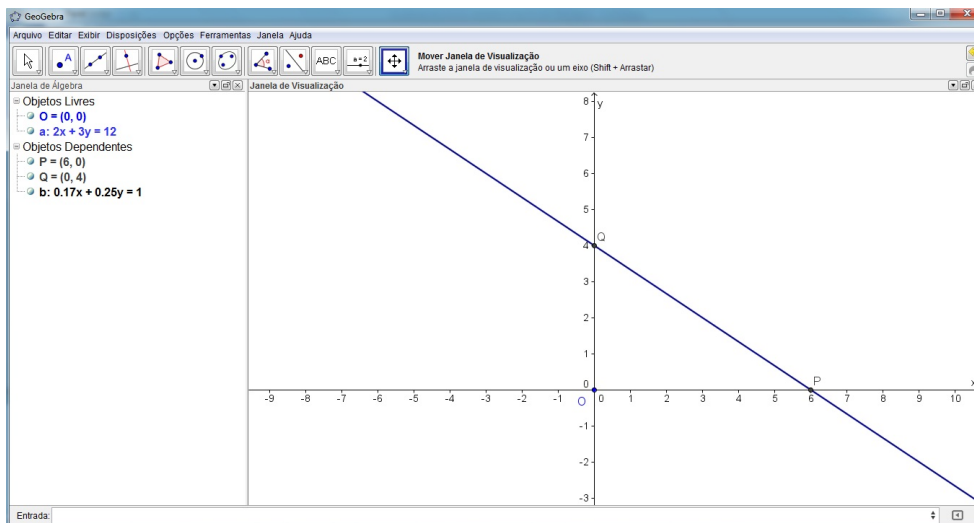 GeoGebra
Arquivo Editar Exibir Disposições Opções Ferramentas Janela Ajuda
A
ABC
a=2
Mover Janela de Visualização
Arraste a janela de visualização ou um eixo (Shift + Arrastar)
Janela de Álgebra
Janela de Visualização
Objetos Livres
O = (0, 0)
a: 2x + 3y = 12
Objetos Dependentes
P = (6, 0)
Q = (0, 4)
b: 0.17x + 0.25y = 1
8 y
7
6
5
Q
4
3
2
1
0 P x
-9 -8 -7 -6 -5 -4 -3 -2 -1 O 0 1 2 3 4 5 6 7 8 9 10
-1
-2
-3
Entrada: